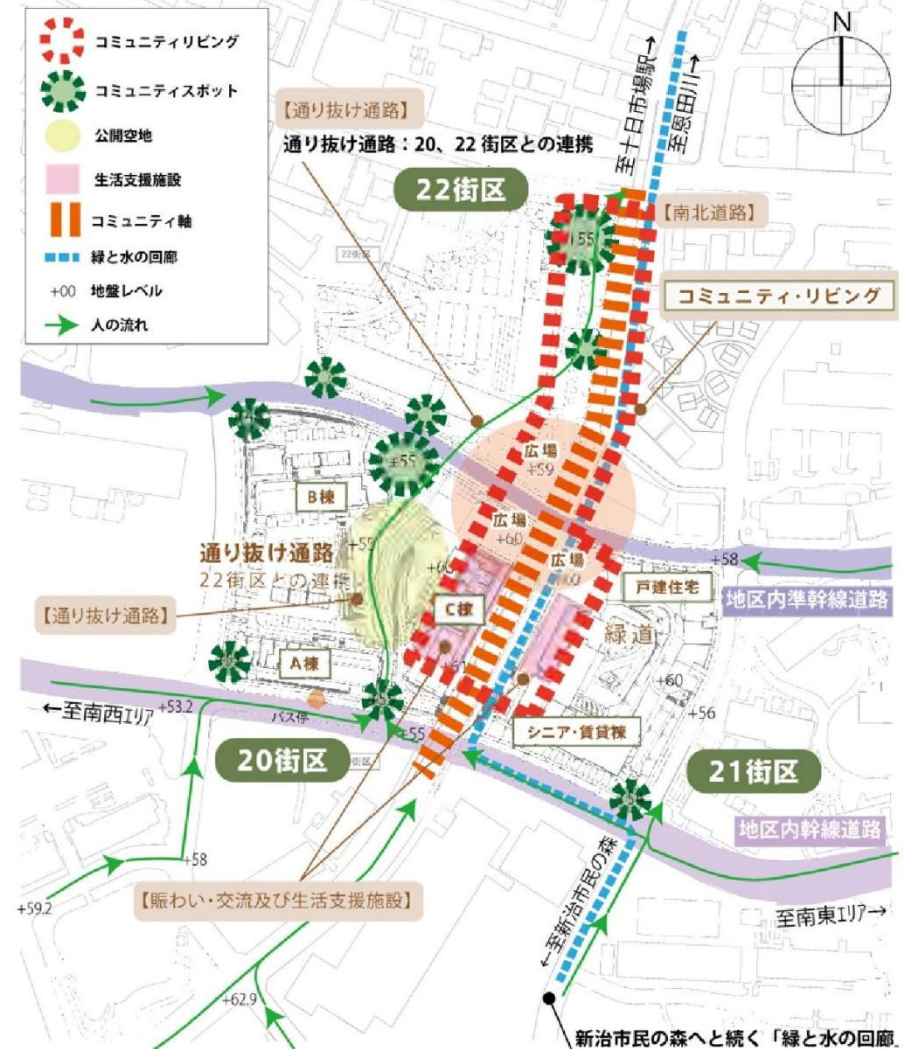 コミュニティリビング
コミュニティスポット
公開空地
生活支援施設
コミュニティ軸
緑と水の回廊
+00 地盤レベル
人の流れ
N
至十日市場駅→
至恩田川→
【通り抜け通路】
通り抜け通路：20、22街区との連携
22街区
【南北道路】
+55
22街区
コミュニティ・リビング
広場
+59
+55
B棟
広場
+60
広場
+58
通り抜け通路
22街区との連携
+55
戸建住宅
地区内準幹線道路
C棟
【通り抜け通路】
緑道
A棟
+60
←至南西エリア
+53.2
バス停
+56
+55
シニア・賃貸棟
20街区
21街区
地区内幹線道路
+58
【賑わい・交流及び生活支援施設】
+59.2
←至新治市民の森
至南東エリア→
+62.9
新治市民の森へと続く「緑と水の回廊